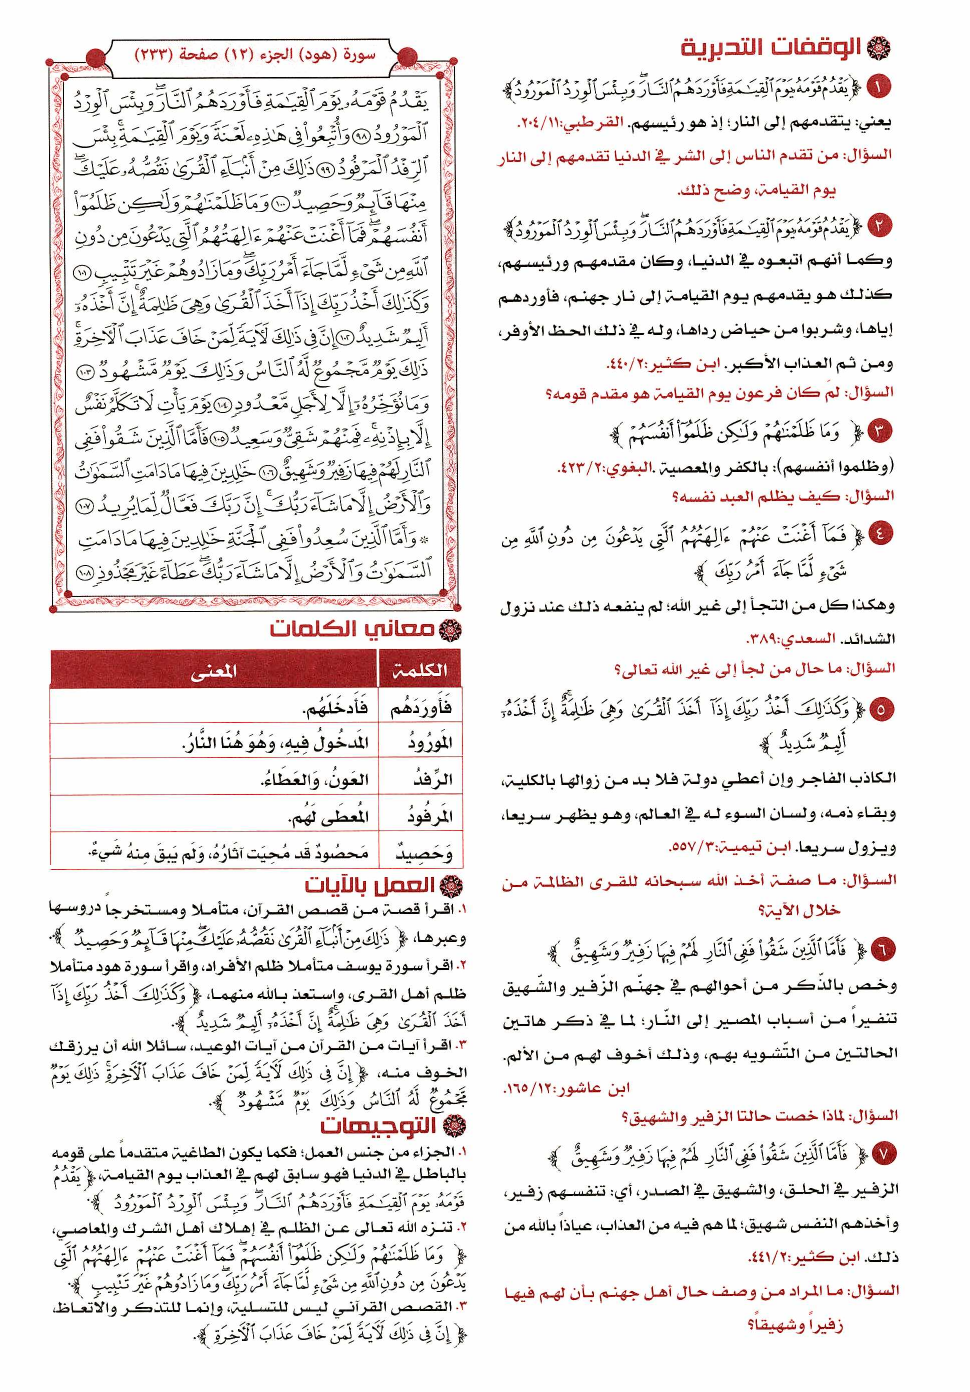 الوقفات التدبرية
١ ﴿ يَقْدُمُ قَوْمَهُۥ يَوْمَ ٱلْقِيَـٰمَةِ فَأَوْرَدَهُمُ ٱلنَّارَ ۖ وَبِئْسَ ٱلْوِرْدُ ٱلْمَوْرُودُ ﴾
يعني: يتقدمهم إلى النار؛ إذ هو رئيسهم. القرطبي:٢٠٤/١١.
السؤال: من تقدم الناس إلى الشر في الدنيا تقدمهم إلى النار
يوم القيامة، وضح ذلك.
٢ ﴿ يَقْدُمُ قَوْمَهُۥ يَوْمَ ٱلْقِيَـٰمَةِ فَأَوْرَدَهُمُ ٱلنَّارَ ۖ وَبِئْسَ ٱلْوِرْدُ ٱلْمَوْرُودُ ﴾
وكما أنهم اتبعوه في الدنيا، وكان مقدمهم ورئيسهم،
كذلك هو يقدمهم يوم القيامة إلى نار جهنم، فأوردهم
إياها، وشربوا من حياض رداها، وله في ذلك الحظ الأوفر،
ومن ثم العذاب الأكبر. ابن كثير:٤٤٠/٢.
السؤال: لمَ كان فرعون يوم القيامة هو مقدم قومه؟
٣ ﴿ وَمَا ظَلَمْنَـٰهُمْ وَلَـٰكِن ظَلَمُوٓا۟ أَنفُسَهُمْ ﴾
(وظلموا أنفسهم): بالكفر والمعصية .البغوي:٤٢٣/٢.
السؤال: كيف يظلم العبد نفسه؟
٤ ﴿ فَمَآ أَغْنَتْ عَنْهُمْ ءَالِهَتُهُمُ ٱلَّتِى يَدْعُونَ مِن دُونِ ٱللَّهِ مِن
شَىْءٍ لَّمَّا جَآءَ أَمْرُ رَبِّكَ ﴾
وهكذا كل من التجأ إلى غير الله؛ لم ينفعه ذلك عند نزول
الشدائد. السعدي:٣٨٩.
السؤال: ما حال من لجأ إلى غير الله تعالى؟
٥ ﴿ وَكَذَٰلِكَ أَخْذُ رَبِّكَ إِذَآ أَخَذَ ٱلْقُرَىٰ وَهِىَ ظَـٰلِمَةٌ ۚ إِنَّ أَخْذَهُۥٓ
أَلِيمٌ شَدِيدٌ ﴾
الكاذب الفاجر وإن أعطي دولة فلا بد من زوالها بالكلية،
وبقاء ذمه، ولسان السوء له في العالم، وهو يظهر سريعا،
ويزول سريعا. ابن تيمية:٥٥٧/٣.
السؤال: ما صفة أخذ الله سبحانه للقرى الظالمة من
خلال الآية؟
٦ ﴿ فَأَمَّا ٱلَّذِينَ شَقُوا۟ فَفِى ٱلنَّارِ لَهُمْ فِيهَا زَفِيرٌ وَشَهِيقٌ ﴾
وخص بالذّكر من أحوالهم في جهنّم الزّفير والشّهيق
تنفيراً من أسباب المصير إلى النّار؛ لما في ذكر هاتين
الحالتين من التّشويه بهم، وذلك أخوف لهم من الألم.
ابن عاشور:١٦٥/١٢.
السؤال: لماذا خصت حالتا الزفير والشهيق؟
٧ ﴿ فَأَمَّا ٱلَّذِينَ شَقُوا۟ فَفِى ٱلنَّارِ لَهُمْ فِيهَا زَفِيرٌ وَشَهِيقٌ ﴾
الزفير في الحلق، والشهيق في الصدر، أي: تنفسهم زفير،
وأخذهم النفس شهيق؛ لما هم فيه من العذاب، عياذاً بالله من
ذلك. ابن كثير:٤٤١/٢.
السؤال: ما المراد من وصف حال أهل جهنم بأن لهم فيها
زفيراً وشهيقاً؟
سورة (هود) الجزء (١٢) صفحة (٢٣٣)
يَقْدُمُ قَوْمَهُۥ يَوْمَ ٱلْقِيَـٰمَةِ فَأَوْرَدَهُمُ ٱلنَّارَ ۖ وَبِئْسَ ٱلْوِرْدُ
ٱلْمَوْرُودُ ٩٨ وَأُتْبِعُوا۟ فِى هَـٰذِهِۦ لَعْنَةً وَيَوْمَ ٱلْقِيَـٰمَةِ ۚ بِئْسَ
ٱلرِّفْدُ ٱلْمَرْفُودُ ٩٩ ذَٰلِكَ مِنْ أَنۢبَآءِ ٱلْقُرَىٰ نَقُصُّهُۥ عَلَيْكَ ۖ
مِنْهَا قَآئِمٌ وَحَصِيدٌ ١٠٠ وَمَا ظَلَمْنَـٰهُمْ وَلَـٰكِن ظَلَمُوٓا۟
أَنفُسَهُمْ ۖ فَمَآ أَغْنَتْ عَنْهُمْ ءَالِهَتُهُمُ ٱلَّتِى يَدْعُونَ مِن دُونِ
ٱللَّهِ مِن شَىْءٍ لَّمَّا جَآءَ أَمْرُ رَبِّكَ ۖ وَمَا زَادُوهُمْ غَيْرَ تَتْبِيبٍ ١٠١
وَكَذَٰلِكَ أَخْذُ رَبِّكَ إِذَآ أَخَذَ ٱلْقُرَىٰ وَهِىَ ظَـٰلِمَةٌ ۚ إِنَّ أَخْذَهُۥٓ
أَلِيمٌ شَدِيدٌ ١٠٢ إِنَّ فِى ذَٰلِكَ لَـَٔايَةً لِّمَنْ خَافَ عَذَابَ ٱلْـَٔاخِرَةِ ۚ
ذَٰلِكَ يَوْمٌ مَّجْمُوعٌ لَّهُ ٱلنَّاسُ وَذَٰلِكَ يَوْمٌ مَّشْهُودٌ ١٠٣
وَمَا نُؤَخِّرُهُۥٓ إِلَّا لِأَجَلٍ مَّعْدُودٍ ١٠٤ يَوْمَ يَأْتِ لَا تَكَلَّمُ نَفْسٌ
إِلَّا بِإِذْنِهِۦ ۚ فَمِنْهُمْ شَقِىٌّ وَسَعِيدٌ ١٠٥ فَأَمَّا ٱلَّذِينَ شَقُوا۟ فَفِى
ٱلنَّارِ لَهُمْ فِيهَا زَفِيرٌ وَشَهِيقٌ ١٠٦ خَـٰلِدِينَ فِيهَا مَا دَامَتِ ٱلسَّمَـٰوَٰتُ
وَٱلْأَرْضُ إِلَّا مَا شَآءَ رَبُّكَ ۚ إِنَّ رَبَّكَ فَعَّالٌ لِّمَا يُرِيدُ ١٠٧
* وَأَمَّا ٱلَّذِينَ سُعِدُوا۟ فَفِى ٱلْجَنَّةِ خَـٰلِدِينَ فِيهَا مَا دَامَتِ
ٱلسَّمَـٰوَٰتُ وَٱلْأَرْضُ إِلَّا مَا شَآءَ رَبُّكَ ۖ عَطَآءً غَيْرَ مَجْذُوذٍ ١٠٨
معاني الكلمات
الكلمة المعنى
فَأَورَدَهُم فَأَدخَلَهُم.
المَورُودُ المَدخُولُ فِيهِ، وَهُوَ هُنَا النَّارُ.
الرِّفدُ العَونُ، وَالعَطَاءُ.
المَرفُودُ المُعطَى لَهُم.
وَحَصِيدٌ مَحصُودٌ قَد مُحِيَت آثَارُهُ، وَلَم يَبقَ مِنهُ شَيءٌ.
العمل بالآيات
١. اقرأ قصة من قصص القرآن، متأملا ومستخرجاً دروسها
وعبرها، ﴿ ذَٰلِكَ مِنْ أَنۢبَآءِ ٱلْقُرَىٰ نَقُصُّهُۥ عَلَيْكَ ۖ مِنْهَا قَآئِمٌ وَحَصِيدٌ ﴾.
٢. اقرأ سورة يوسف متأملا ظلم الأفراد، واقرأ سورة هود متأملا
ظلم أهل القرى، واستعذ بالله منهما، ﴿ وَكَذَٰلِكَ أَخْذُ رَبِّكَ إِذَآ
أَخَذَ ٱلْقُرَىٰ وَهِىَ ظَـٰلِمَةٌ ۚ إِنَّ أَخْذَهُۥٓ أَلِيمٌ شَدِيدٌ ﴾.
٣. اقرأ آيات من القرآن من آيات الوعيد، سائلا الله أن يرزقك
الخوف منه، ﴿ إِنَّ فِى ذَٰلِكَ لَـَٔايَةً لِّمَنْ خَافَ عَذَابَ ٱلْـَٔاخِرَةِ ۚ ذَٰلِكَ يَوْمٌ
مَّجْمُوعٌ لَّهُ ٱلنَّاسُ وَذَٰلِكَ يَوْمٌ مَّشْهُودٌ ﴾.
التوجيهات
١. الجزاء من جنس العمل؛ فكما يكون الطاغية متقدماً على قومه
بالباطل في الدنيا فهو سابق لهم في العذاب يوم القيامة، ﴿ يَقْدُمُ
قَوْمَهُۥ يَوْمَ ٱلْقِيَـٰمَةِ فَأَوْرَدَهُمُ ٱلنَّارَ ۖ وَبِئْسَ ٱلْوِرْدُ ٱلْمَوْرُودُ ﴾
٢. تنزه الله تعالى عن الظلم في إهلاك أهل الشرك والمعاصي،
﴿ وَمَا ظَلَمْنَـٰهُمْ وَلَـٰكِن ظَلَمُوٓا۟ أَنفُسَهُمْ ۖ فَمَآ أَغْنَتْ عَنْهُمْ ءَالِهَتُهُمُ ٱلَّتِى
يَدْعُونَ مِن دُونِ ٱللَّهِ مِن شَىْءٍ لَّمَّا جَآءَ أَمْرُ رَبِّكَ ۖ وَمَا زَادُوهُمْ غَيْرَ تَتْبِيبٍ ﴾.
٣. القصص القرآني ليس للتسلية، وإنما للتذكر والاتعاظ،
﴿ إِنَّ فِى ذَٰلِكَ لَـَٔايَةً لِّمَنْ خَافَ عَذَابَ ٱلْـَٔاخِرَةِ ﴾.